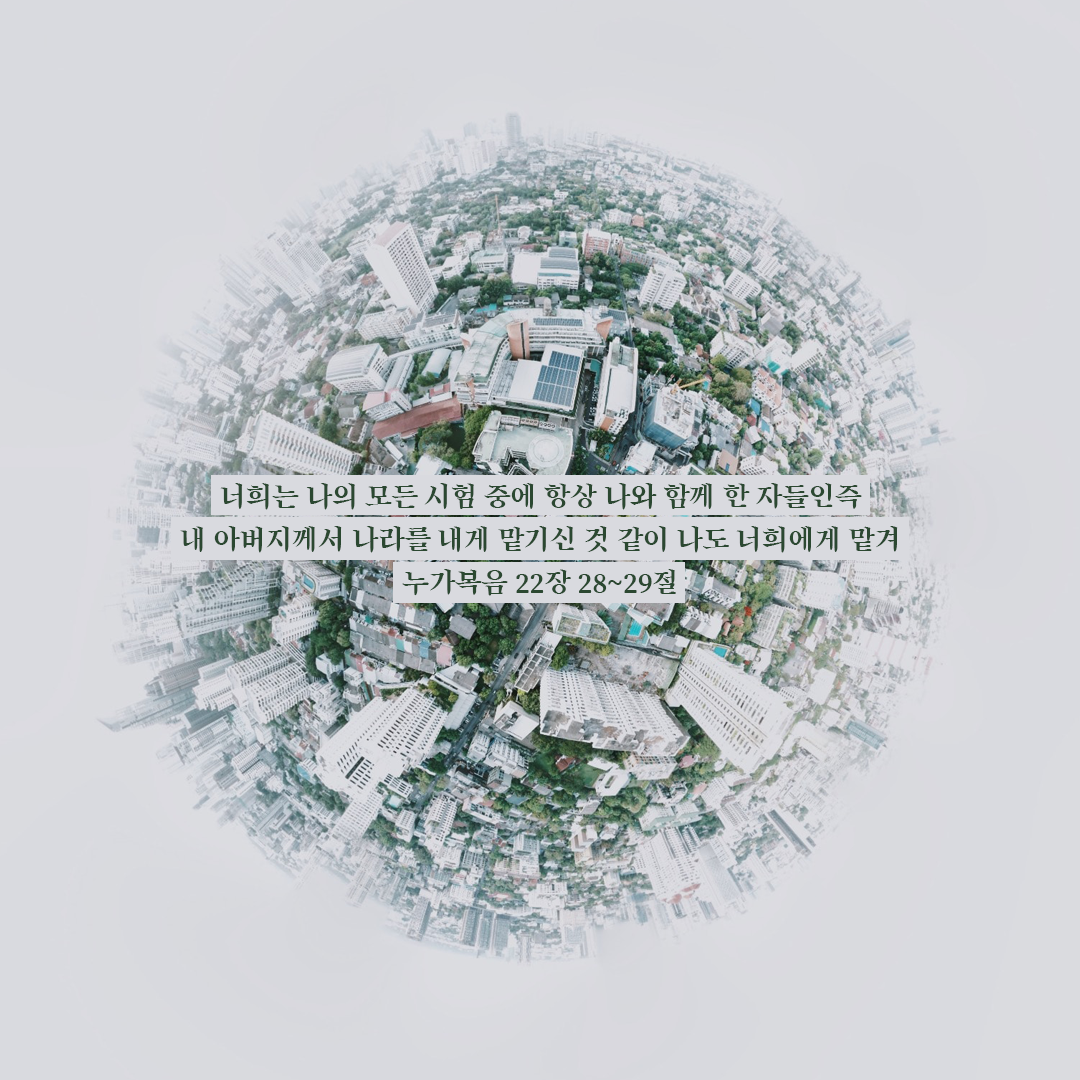 너희는 나의 모든 시험 중에 항상 나와 함께 한 자들인즉
내 아버지께서 나라를 내게 맡기신 것 같이 나도 너희에게 맡겨
누가복음 22장 28~29절